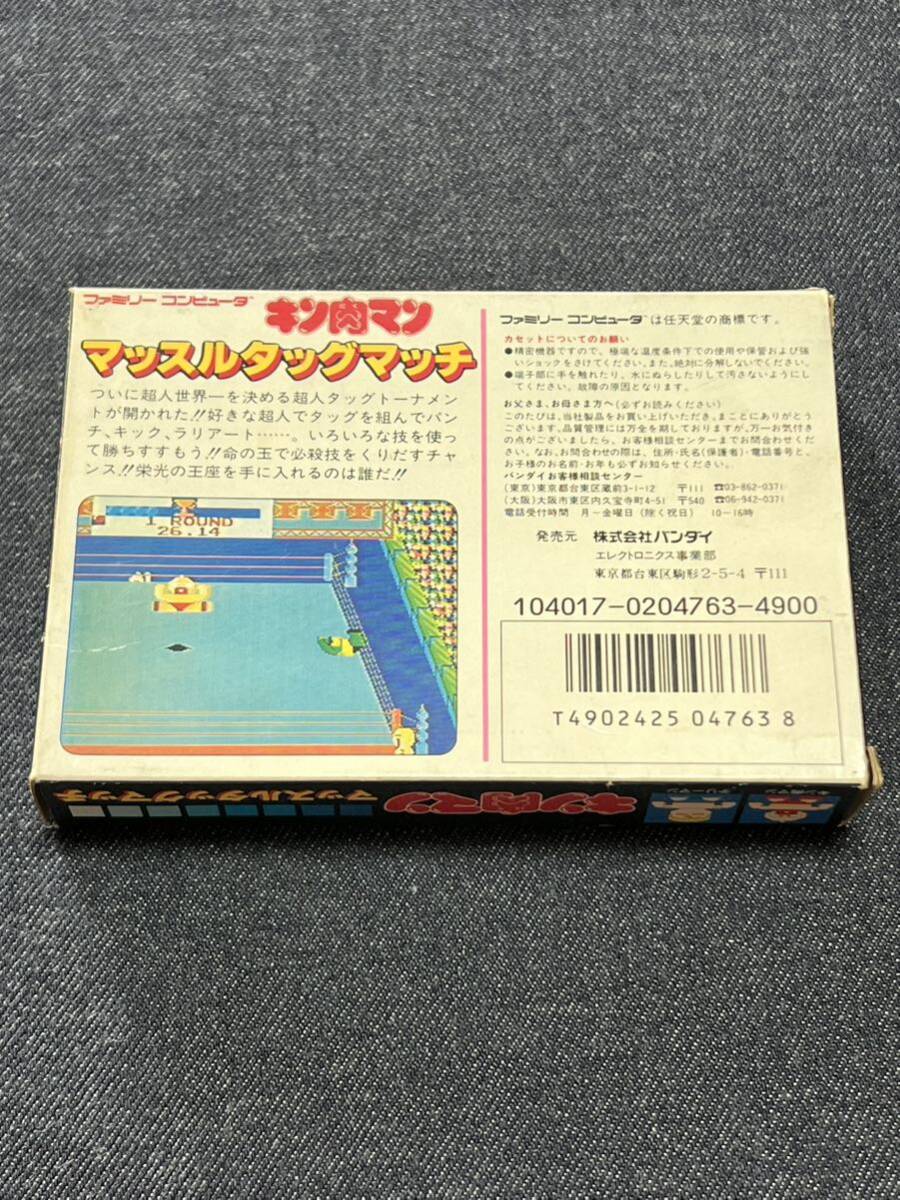 ファミリー コンピュータ™
キン肉マン
マッスルタッグマッチ
ついに超人世界一を決める超人タッグトーナメン
トが開かれた!!好きな超人でタッグを組んでパン
チ、キック、ラリアート……。いろいろな技を使っ
て勝ちすすもう!!命の玉で必殺技をくりだすチャ
ンス!!栄光の王座を手に入れるのは誰だ!!
1 ROUND
26.14
ファミリー コンピュータ™は任天堂の商標です。
カセットについてのお願い
●精密機器ですので、極端な温度条件下での使用や保管および強
いショックをさけてください。また、絶対に分解しないでください。
●端子部に手を触れたり、水にぬらしたりして汚さないようにし
てください。故障の原因となります。
お父さま、お母さま方へ(必ずお読みください)
このたびは、当社製品をお買い上げいただき、まことにありがとう
ございます。品質管理には万全を期しておりますが、万一お気付き
の点がございましたら、お客様相談センターまでお問合わせくだ
さい。なお、お問合わせの際は、住所・氏名(保護者)・電話番号と、
お子様のお名前・お年も必ずお知らせください。
バンダイお客様相談センター
(東京)東京都台東区蔵前3-1-12 〒111 ☎03-862-0371
(大阪)大阪市東区内久宝寺町4-51 〒540 ☎06-942-0371
電話受付時間 月〜金曜日(除く祝日) 10-16時
発売元 株式会社バンダイ
エレクトロニクス事業部
東京都台東区駒形2-5-4 〒111
104017-0204763-4900
T4902425 04763 8
マッスルタッグマッチ
キン肉マン
テリーマン
キン肉マン